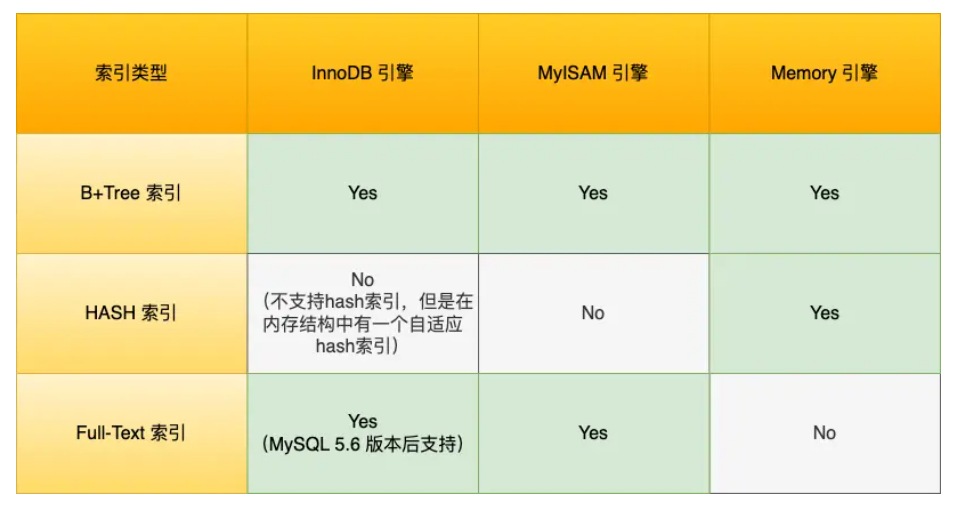 索引类型
InnoDB 引擎
MyISAM 引擎
Memory 引擎
B+Tree 索引
Yes
Yes
Yes
HASH 索引
No
（不支持hash索引，但是在
内存结构中有一个自适应
hash索引）
No
Yes
Full-Text 索引
Yes
（MySQL 5.6 版本后支持）
Yes
No